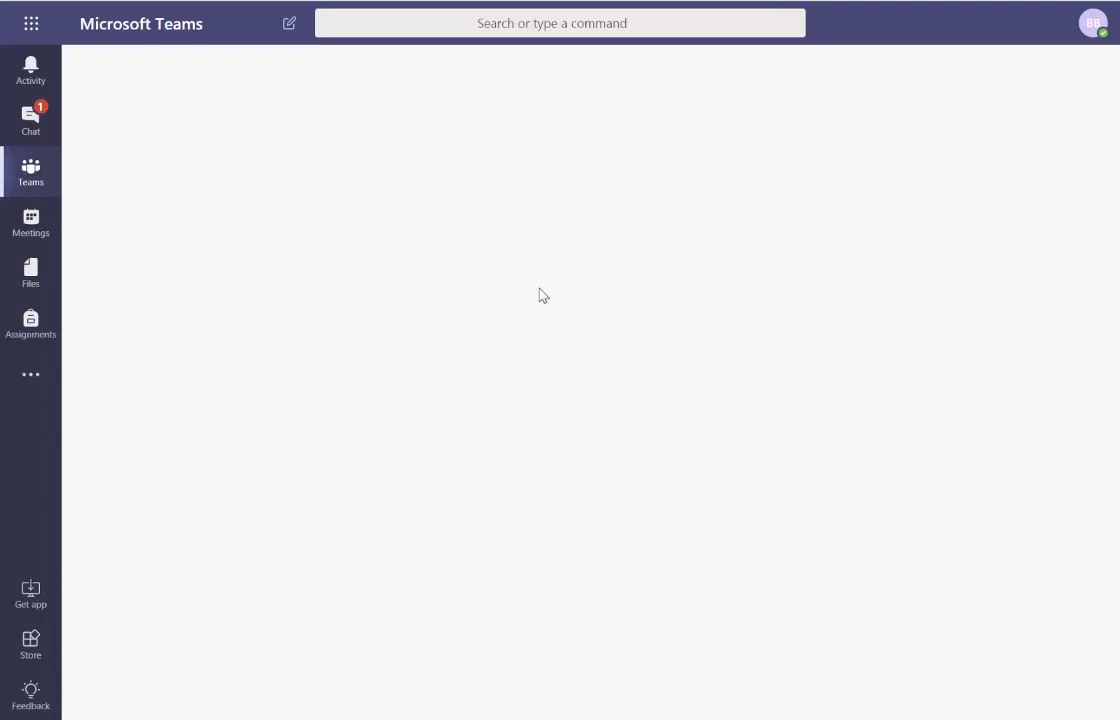 Microsoft Teams
Search or type a command
BB
Activity
1
Chat
Teams
Meetings
Files
Assignments
Get app
Store
Feedback